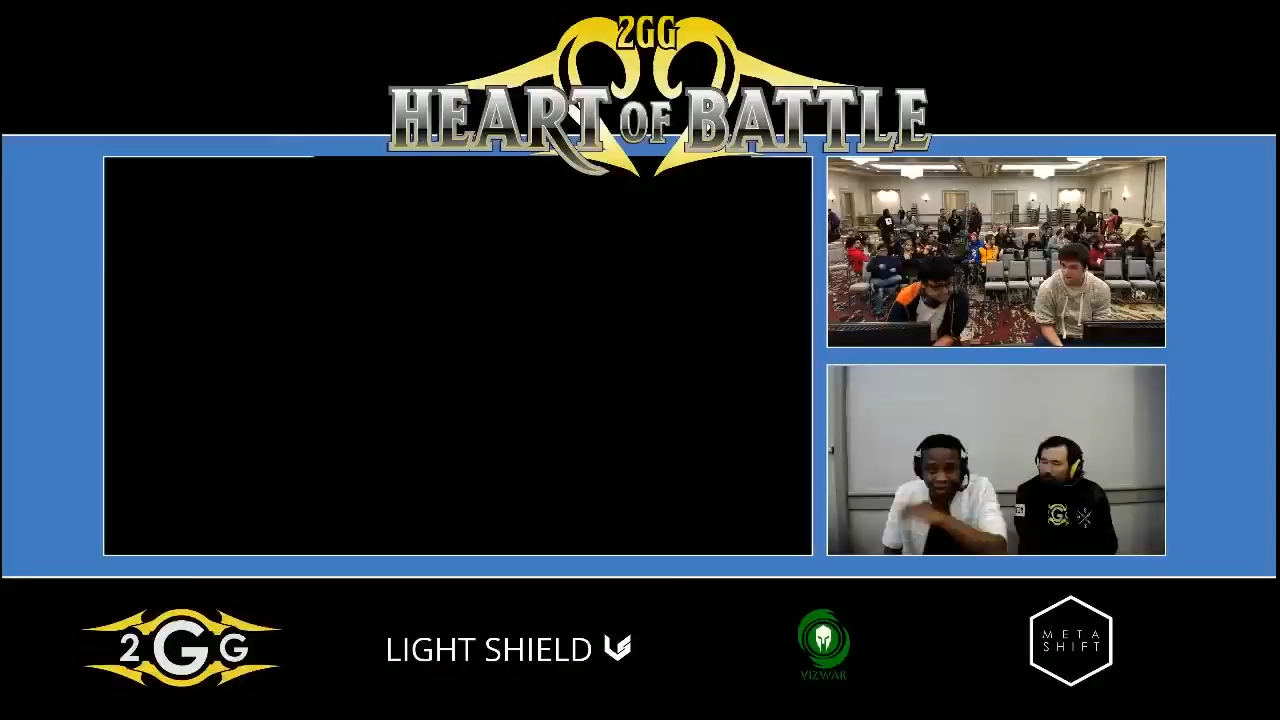 2GG
HEART OF BATTLE
2GG
LIGHT SHIELD
VIZWAR
META
SHIFT